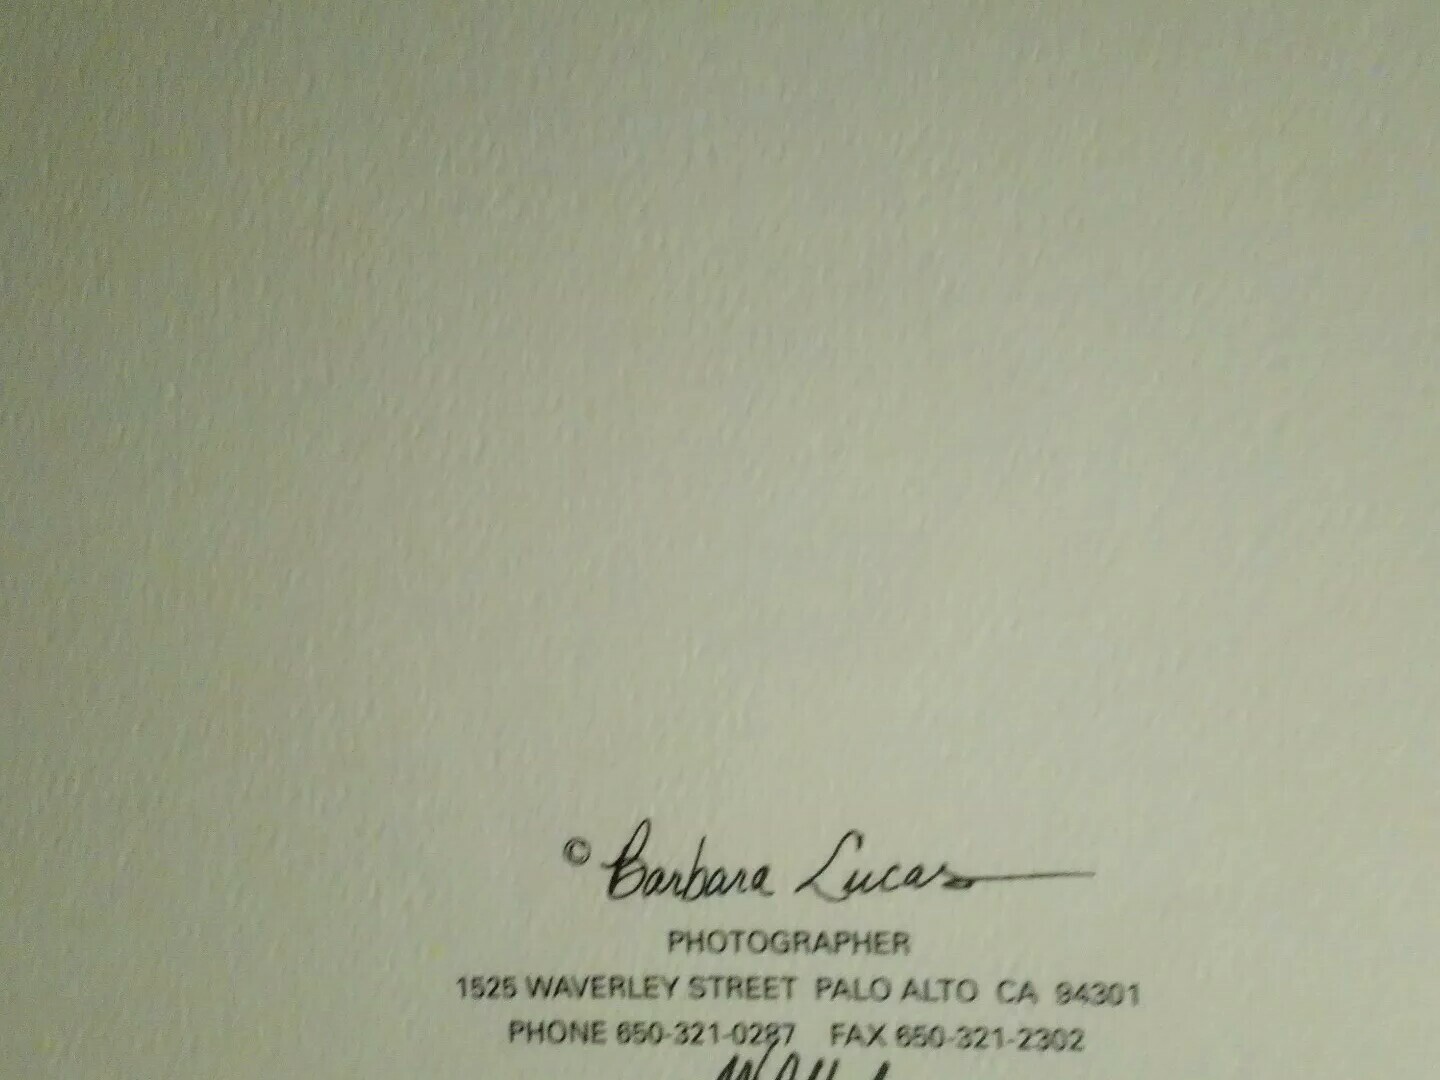 © Barbara Lucas
PHOTOGRAPHER
1525 WAVERLEY STREET PALO ALTO CA 94301
PHONE 650-321-0287 FAX 650-321-2302